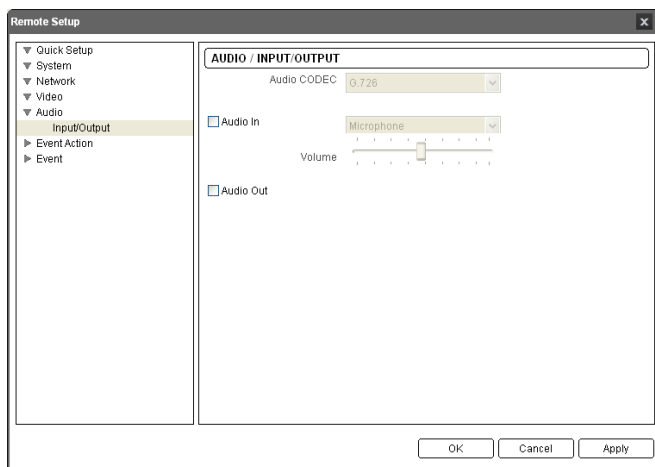 Remote Setup
Quick Setup
System
Network
Video
Audio
Input/Output
Event Action
Event
AUDIO / INPUT/OUTPUT
Audio CODEC G.726
Audio In Microphone
Volume
Audio Out
OK Cancel Apply